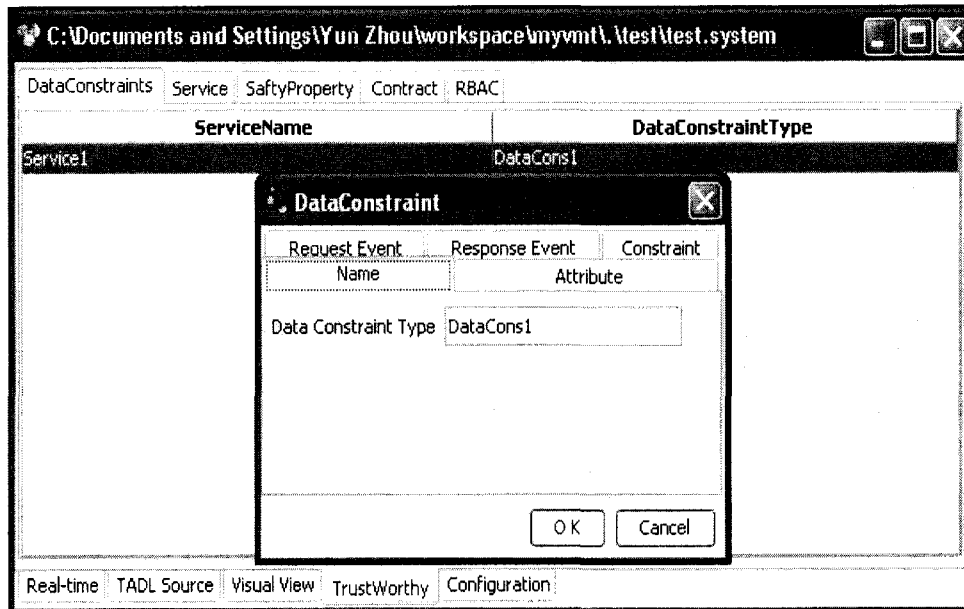 C:\Documents and Settings\Yun Zhou\workspace\myvmt\.\test\test.system
DataConstraints Service SaftyProperty Contract RBAC
ServiceName DataConstraintType
Service1 DataCons1
DataConstraint
Request Event Response Event Constraint
Name Attribute
Data Constraint Type DataCons1
OK Cancel
Real-time TADL Source Visual View TrustWorthy Configuration